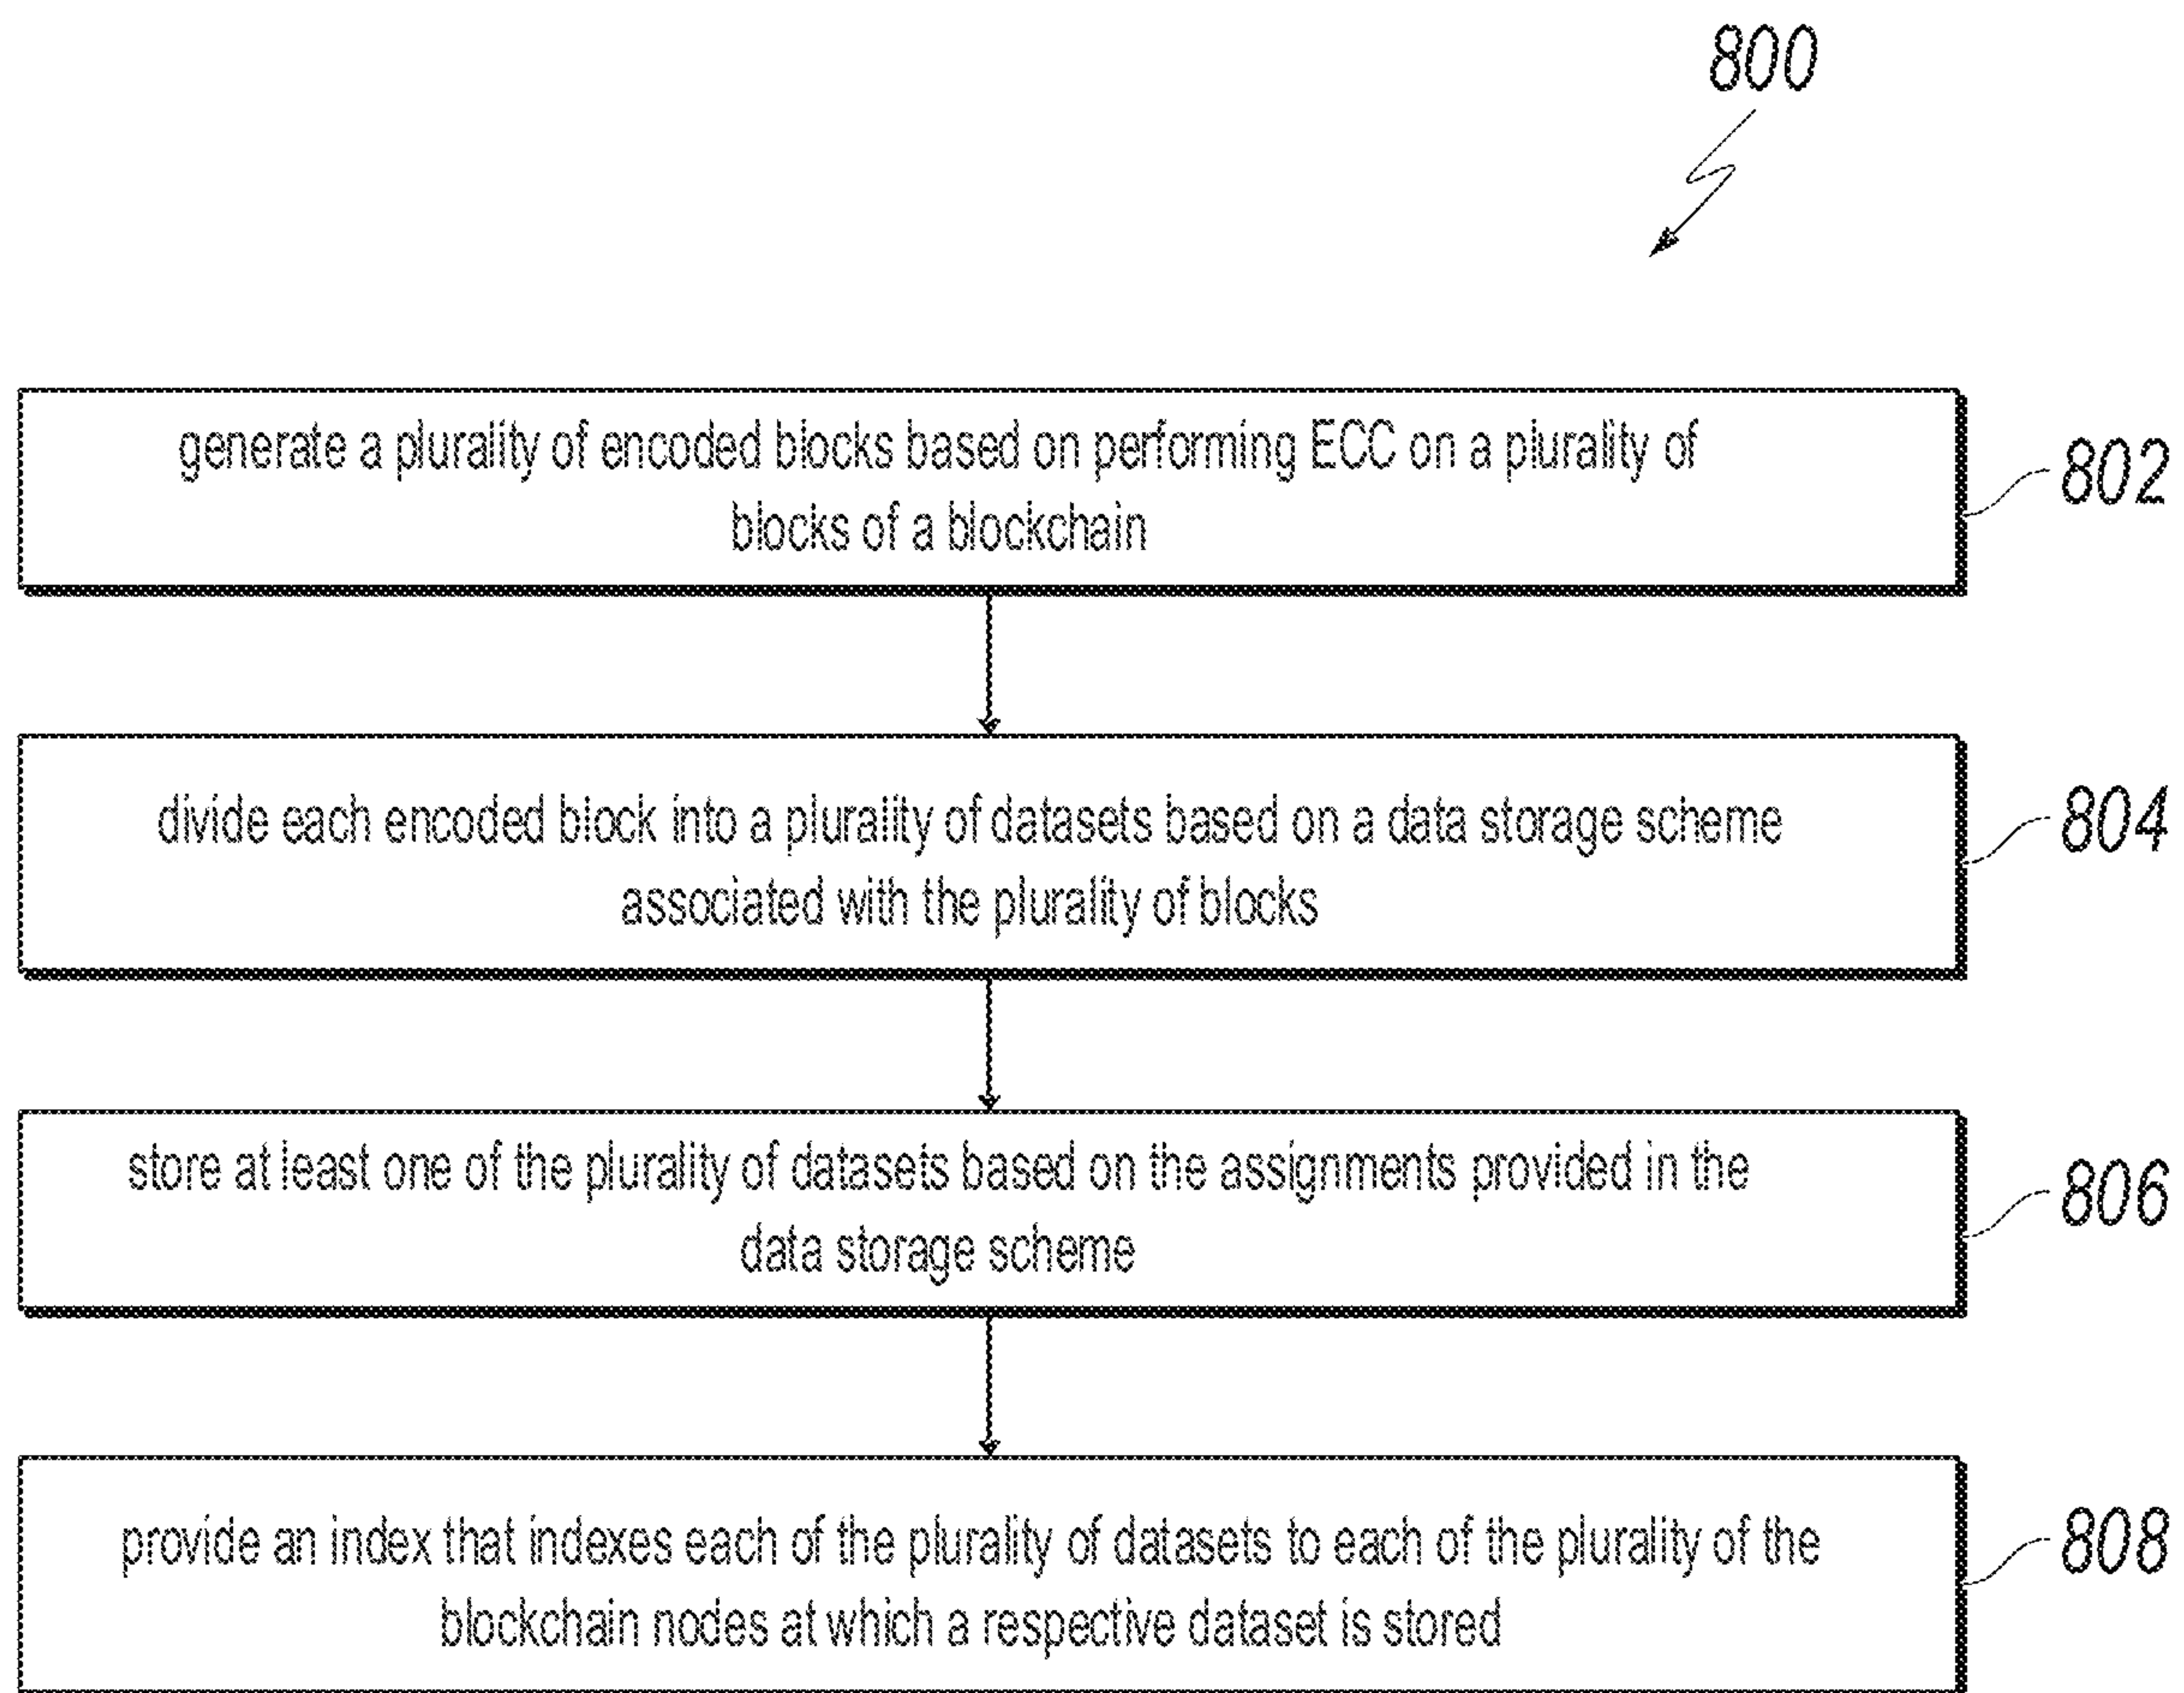 800
generate a plurality of encoded blocks based on performing ECC on a plurality of
blocks of a blockchain
802
divide each encoded block into a plurality of datasets based on a data storage scheme
associated with the plurality of blocks
804
store at least one of the plurality of datasets based on the assignments provided in the
data storage scheme
806
provide an index that indexes each of the plurality of datasets to each of the plurality of the
blockchain nodes at which a respective dataset is stored
808